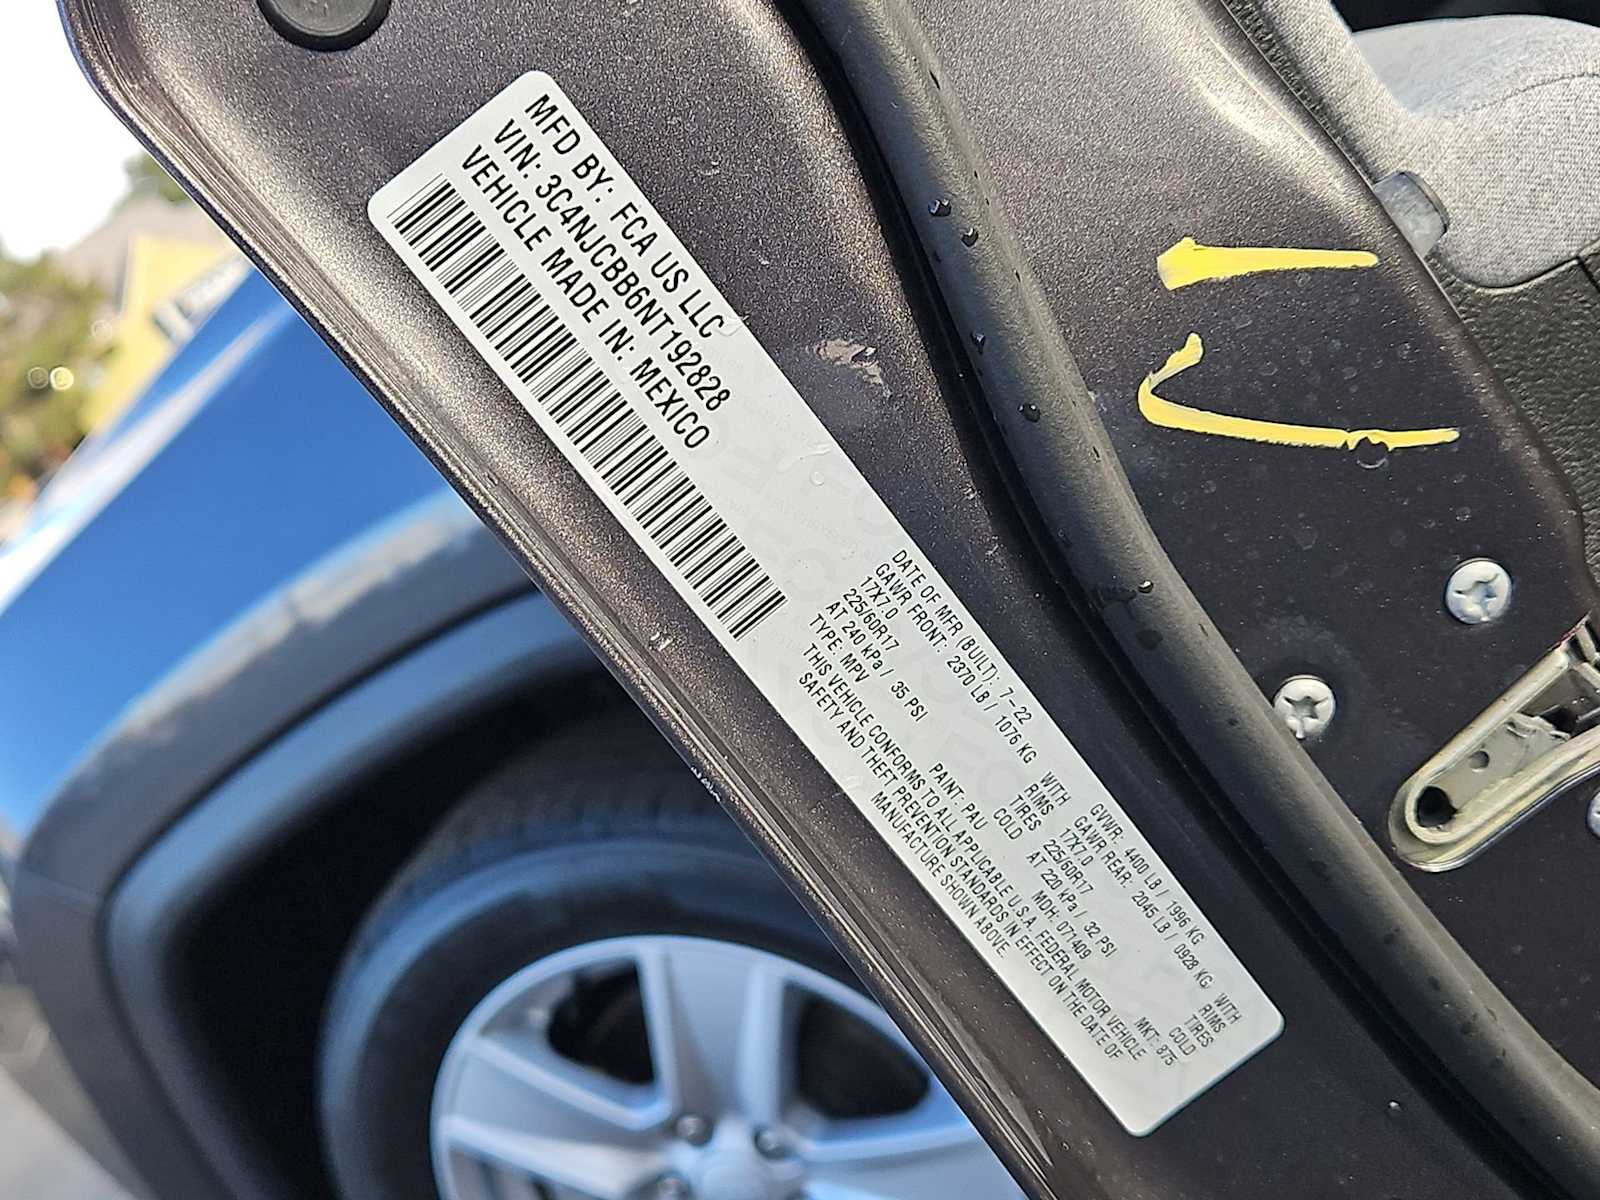 MFD BY: FCA US LLC
VIN: 3C4NJCBB6NT192828
VEHICLE MADE IN: MEXICO
DATE OF MFR (BUILT): 7-22 GVWR: 4400 LB / 1996 KG
GAWR FRONT: 2370 LB / 1076 KG WITH GAWR REAR: 2045 LB / 0928 KG WITH
17X7.0 RIMS 17X7.0 RIMS
225/60R17 TIRES 225/60R17 TIRES
AT 240 kPa / 35 PSI COLD AT 220 kPa / 32 PSI COLD
TYPE: MPV PAINT: PAU MDH: 071409 MKT: 875
THIS VEHICLE CONFORMS TO ALL APPLICABLE U.S.A. FEDERAL MOTOR VEHICLE
SAFETY AND THEFT PREVENTION STANDARDS IN EFFECT ON THE DATE OF
MANUFACTURE SHOWN ABOVE.